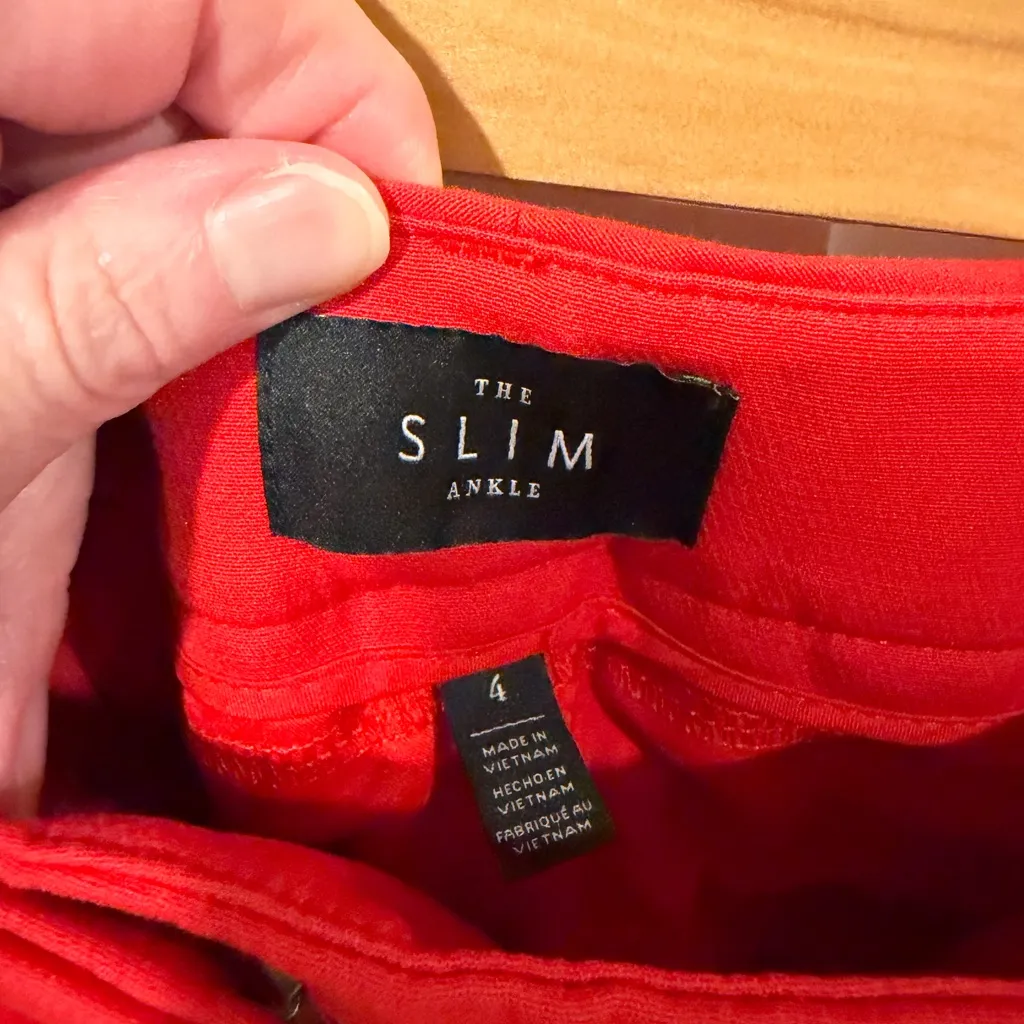 THE
SLIM
ANKLE
4
MADE IN
VIETNAM
HECHO EN
VIETNAM
FABRIQUÉ AU
VIETNAM